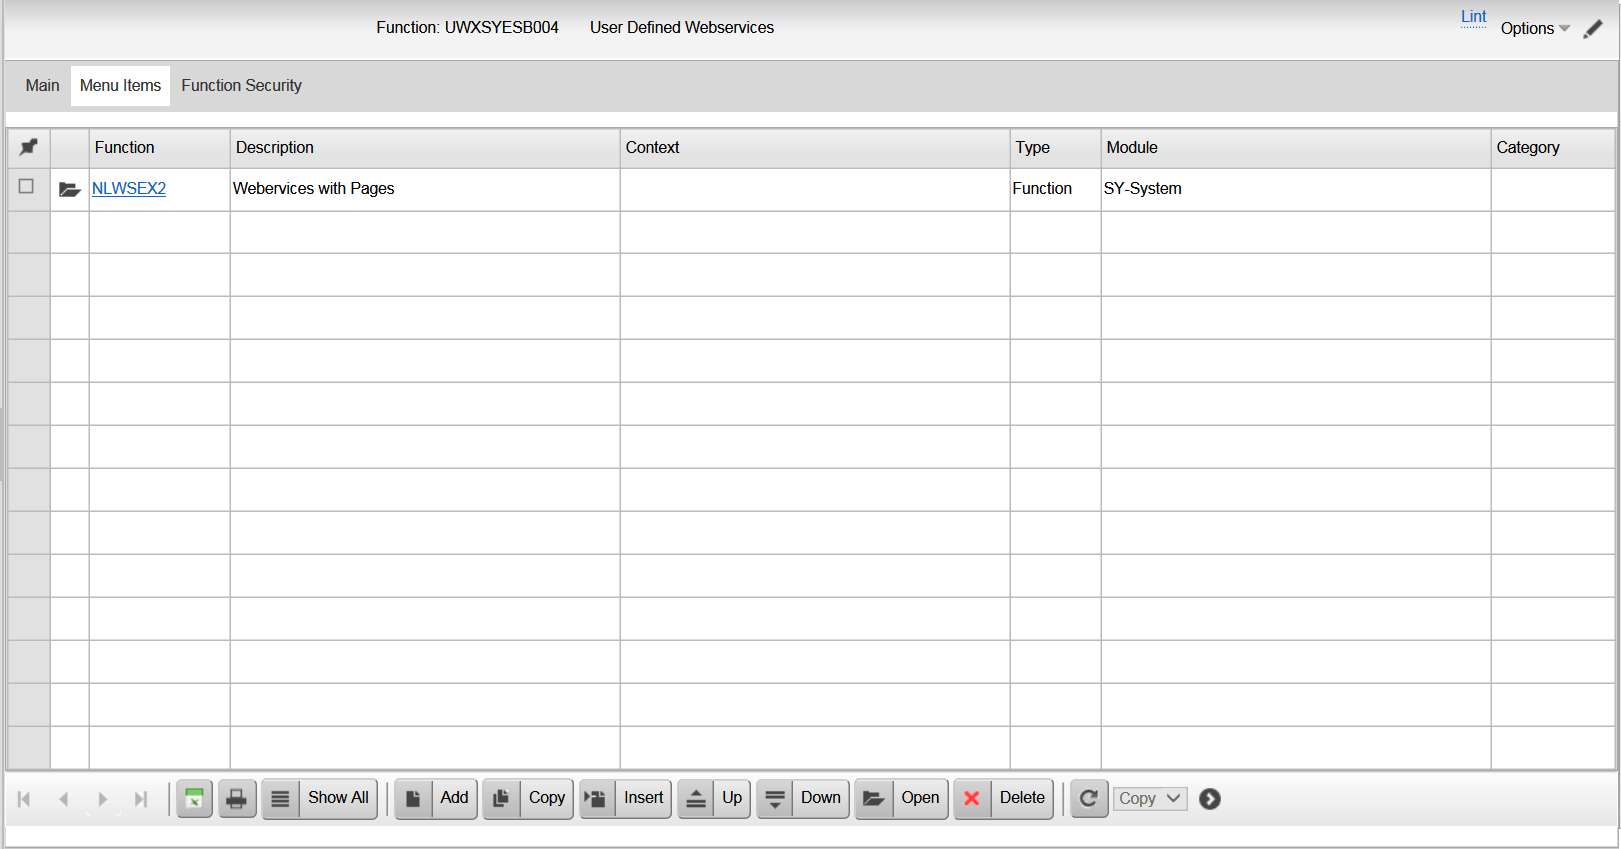 Function: UWXSYESB004 User Defined Webservices Lint Options
Main Menu Items Function Security
Function Description Context Type Module Category
NLWSEX2 Webervices with Pages Function SY-System
Show All Add Copy Insert Up Down Open Delete Copy